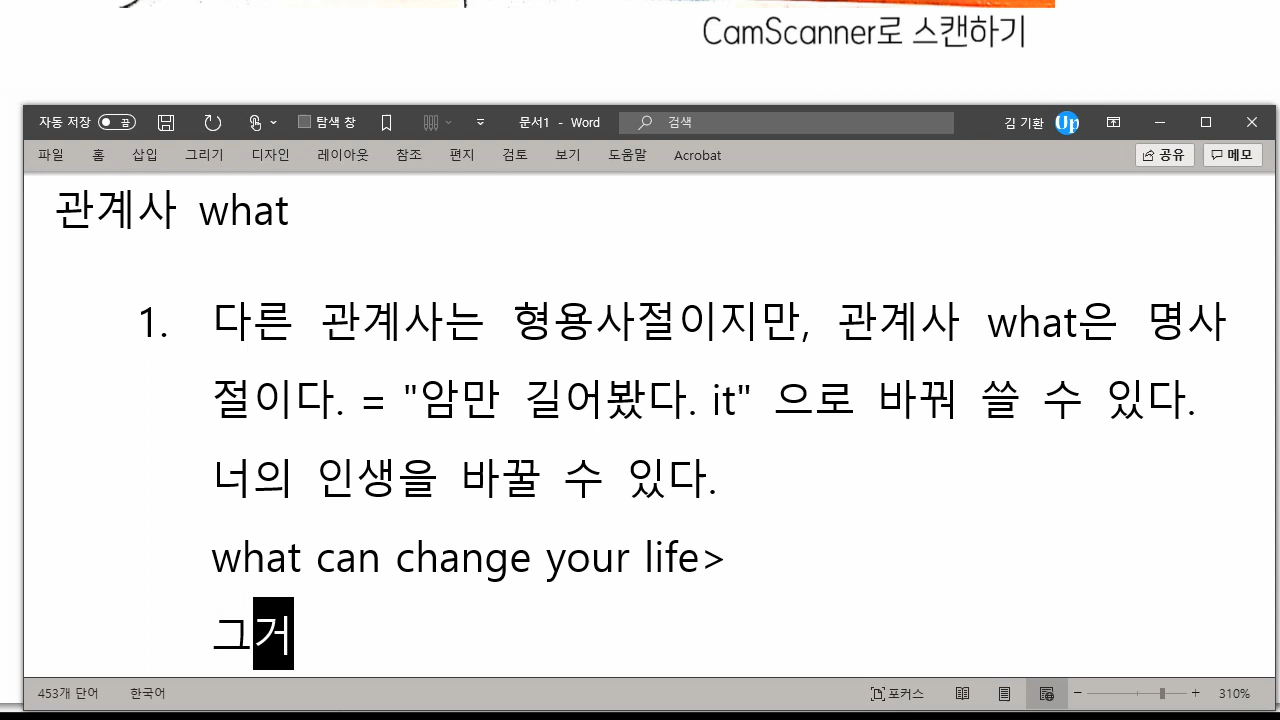 CamScanner로 스캔하기
자동 저장 끔 탐색 창 문서1 - Word 검색 김 기환 Up
파일 홈 삽입 그리기 디자인 레이아웃 참조 편지 검토 보기 도움말 Acrobat 공유 메모
관계사 what
1. 다른 관계사는 형용사절이지만, 관계사 what은 명사
절이다. = "암만 길어봤다. it" 으로 바꿔 쓸 수 있다.
너의 인생을 바꿀 수 있다.
what can change your life>
그거
453개 단어 한국어 포커스 310%